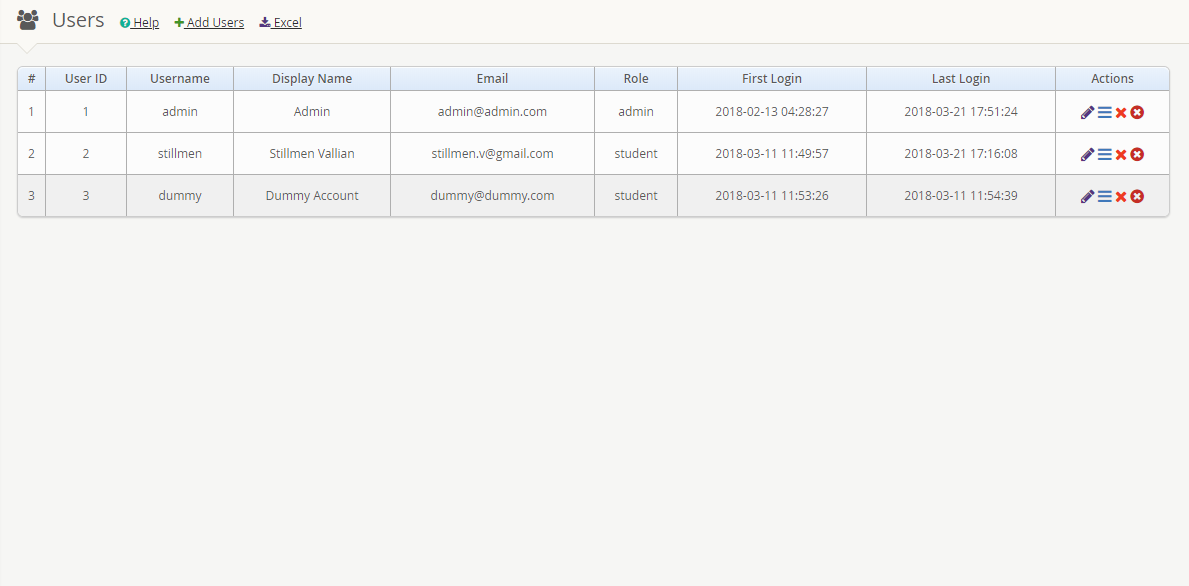 Users Help Add Users Excel
# User ID Username Display Name Email Role First Login Last Login Actions
1 1 admin Admin admin@admin.com admin 2018-02-13 04:28:27 2018-03-21 17:51:24
2 2 stillmen Stillmen Vallian stillmen.v@gmail.com student 2018-03-11 11:49:57 2018-03-21 17:16:08
3 3 dummy Dummy Account dummy@dummy.com student 2018-03-11 11:53:26 2018-03-11 11:54:39